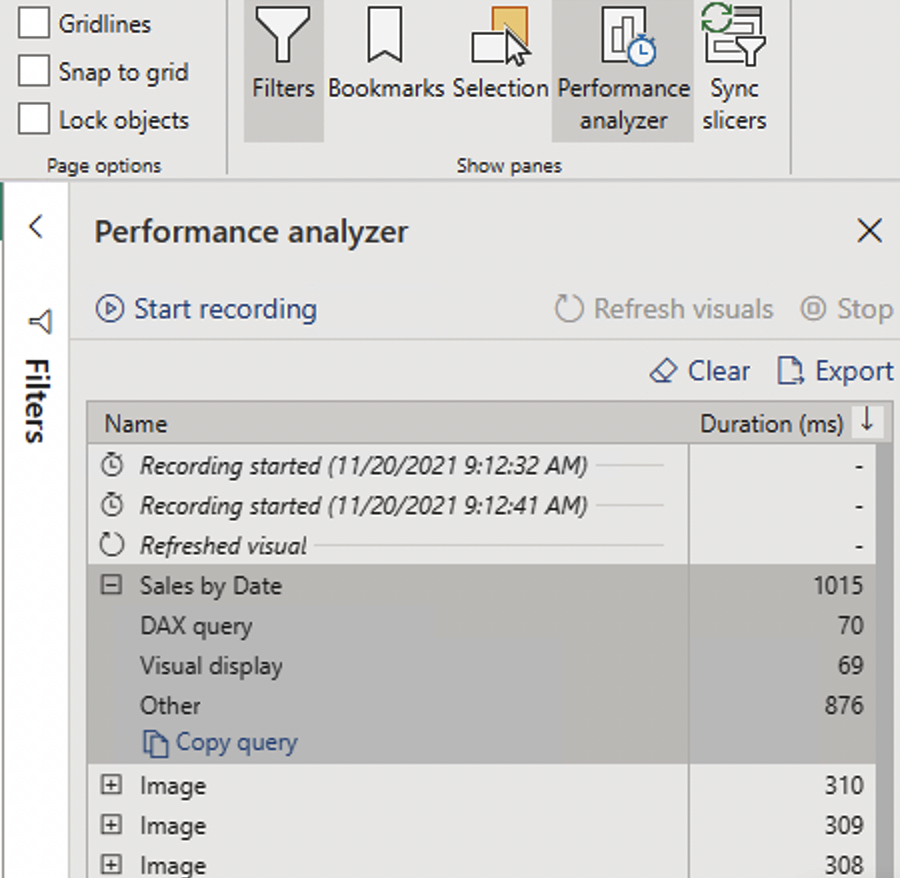 Gridlines
Snap to grid
Lock objects
Page options
Filters
Bookmarks
Selection
Performance
analyzer
Sync
slicers
Show panes
Performance analyzer
Start recording
Refresh visuals
Stop
Filters
Clear
Export
Name Duration (ms)
Recording started (11/20/2021 9:12:32 AM) -
Recording started (11/20/2021 9:12:41 AM) -
Refreshed visual -
Sales by Date 1015
DAX query 70
Visual display 69
Other 876
Copy query
Image 310
Image 309
Image 308